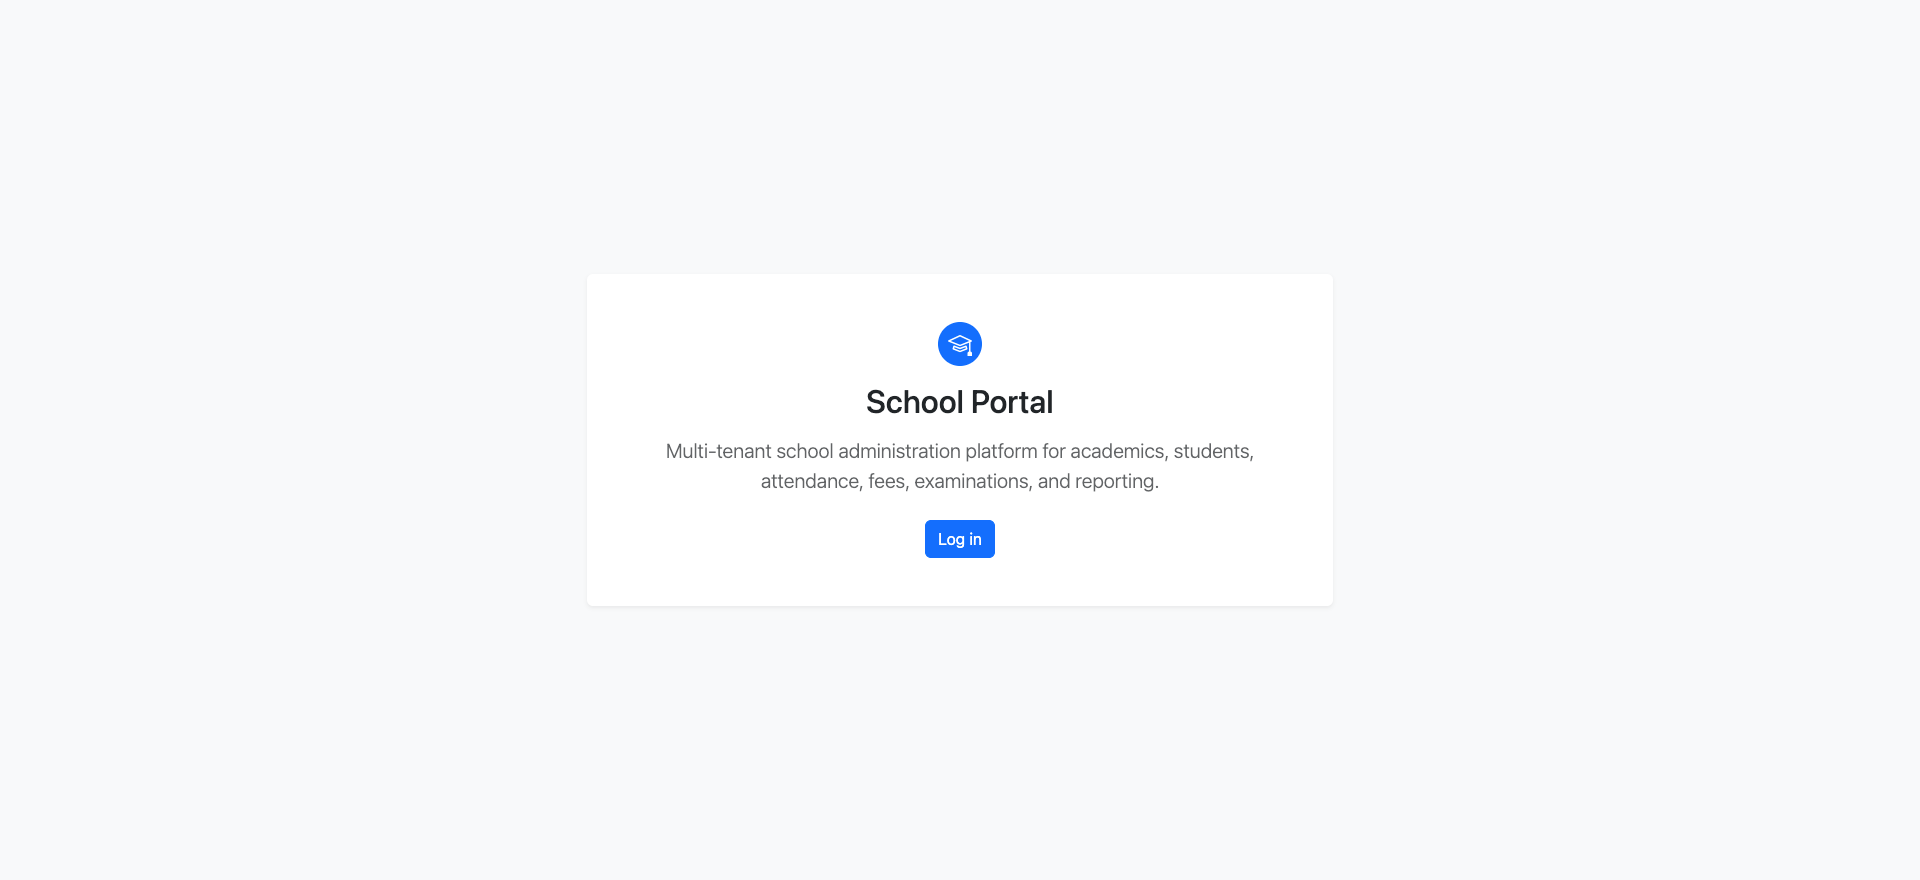 School Portal
Multi-tenant school administration platform for academics, students,
attendance, fees, examinations, and reporting.
Log in